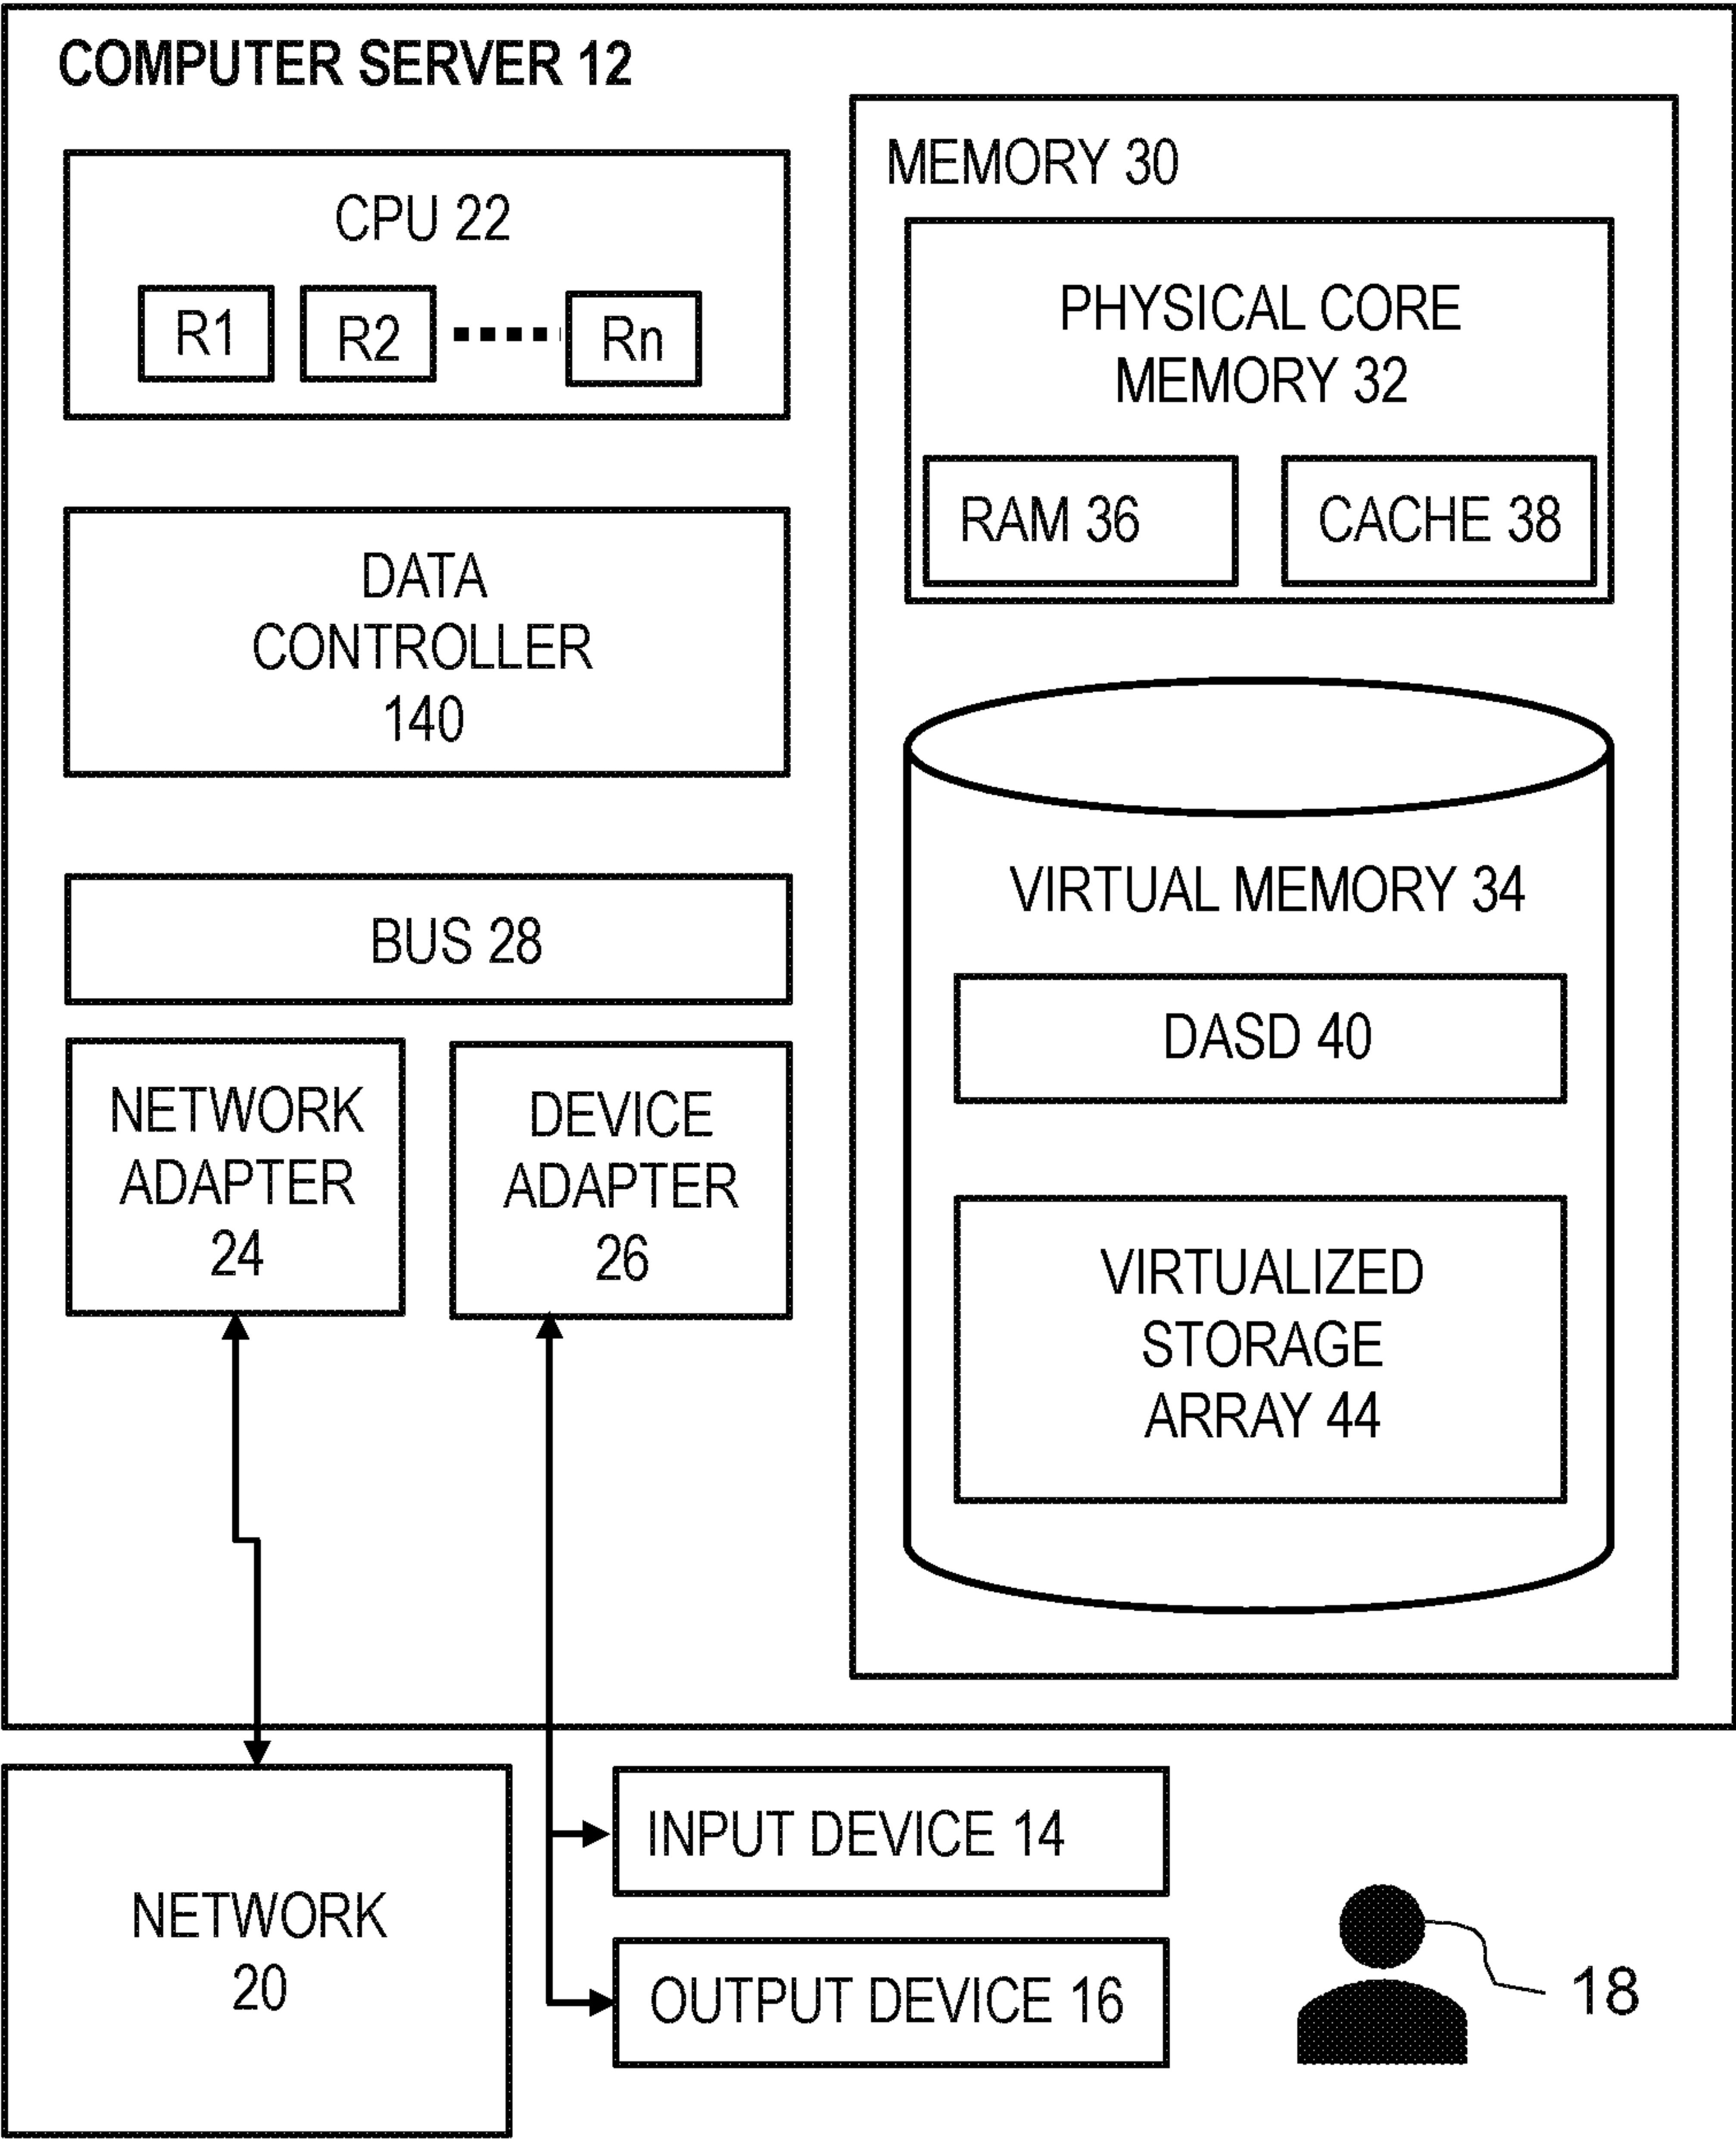 COMPUTER SERVER 12
CPU 22
R1
R2
Rn
DATA
CONTROLLER
140
BUS 28
NETWORK
ADAPTER
24
DEVICE
ADAPTER
26
MEMORY 30
PHYSICAL CORE
MEMORY 32
RAM 36
CACHE 38
VIRTUAL MEMORY 34
DASD 40
VIRTUALIZED
STORAGE
ARRAY 44
NETWORK
20
INPUT DEVICE 14
OUTPUT DEVICE 16
18